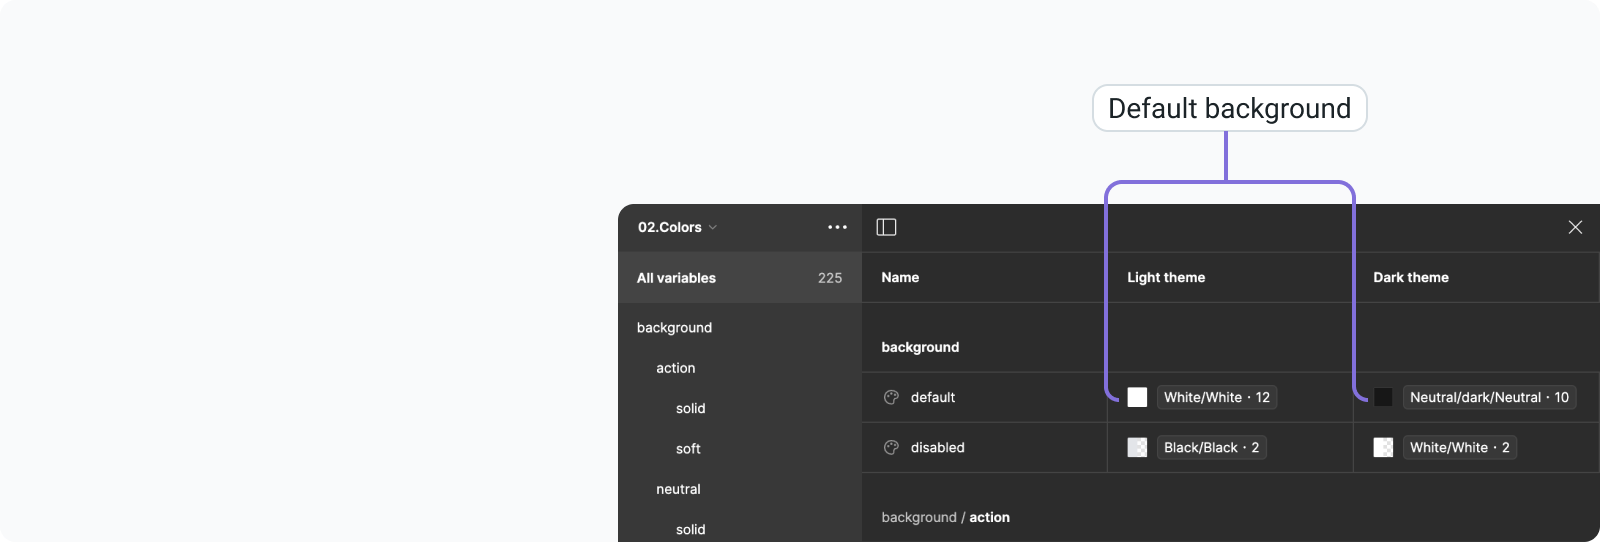 Default background
02.Colors
All variables 225
background
action
solid
soft
neutral
solid
Name Light theme Dark theme
background
default White/White · 12 Neutral/dark/Neutral · 10
disabled Black/Black · 2 White/White · 2
background / action